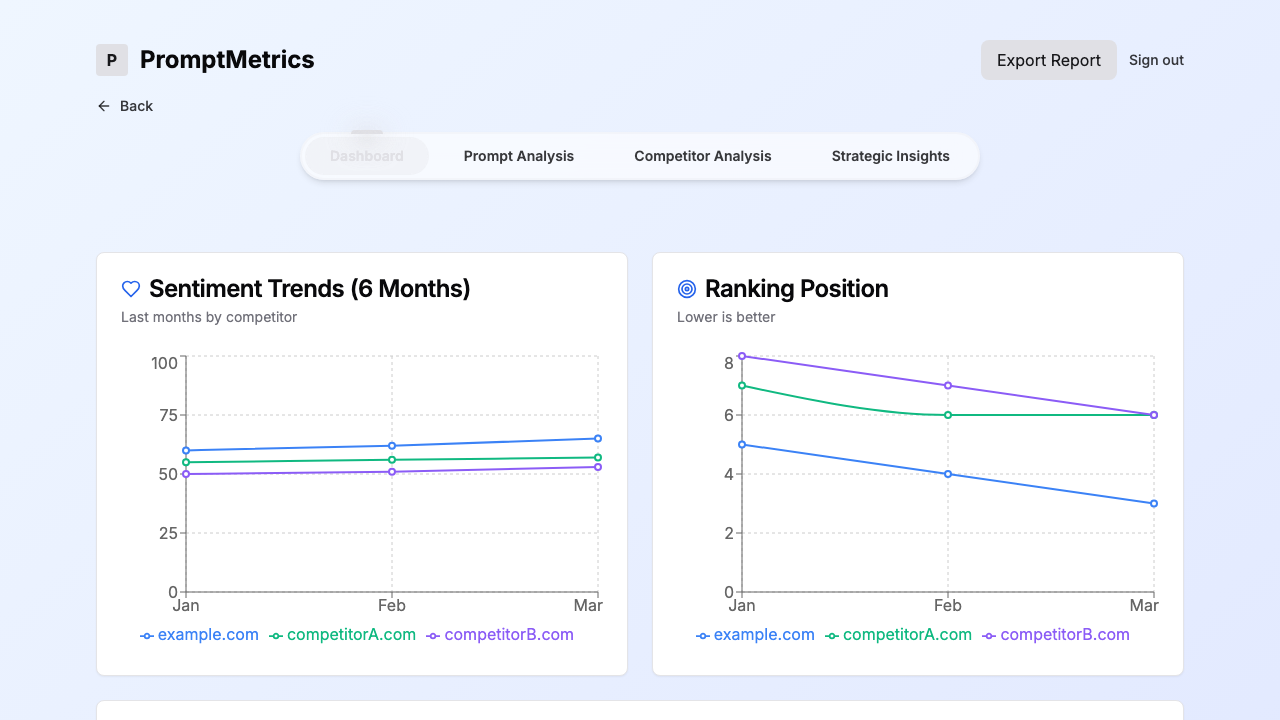 P PromptMetrics
Export Report Sign out
Back
Dashboard Prompt Analysis Competitor Analysis Strategic Insights
Sentiment Trends (6 Months)
Last months by competitor
100
75
50
25
0
Jan Feb Mar
example.com competitorA.com competitorB.com
Ranking Position
Lower is better
8
6
4
2
0
Jan Feb Mar
example.com competitorA.com competitorB.com